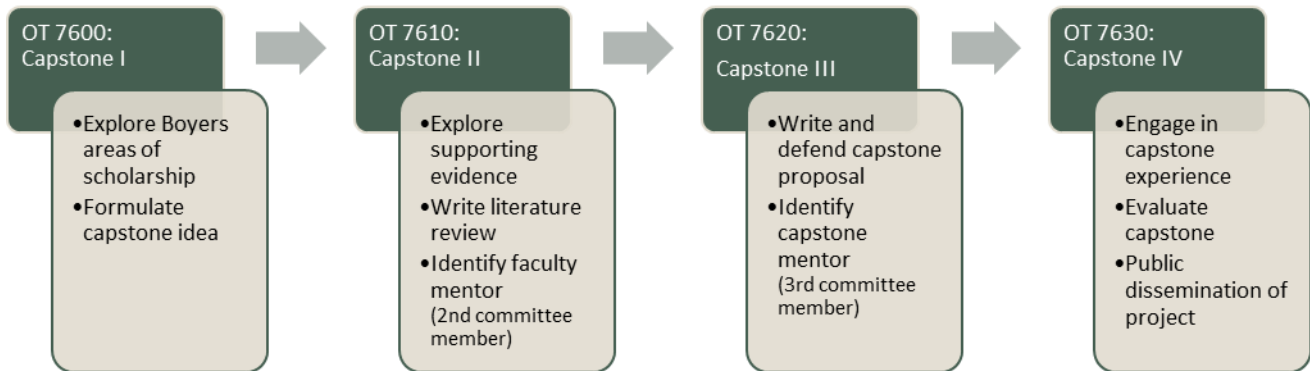 OT 7600:
Capstone I
•Explore Boyers
areas of
scholarship
•Formulate
capstone idea
OT 7610:
Capstone II
•Explore
supporting
evidence
•Write literature
review
•Identify faculty
mentor
(2nd committee
member)
OT 7620:
Capstone III
•Write and
defend capstone
proposal
•Identify
capstone
mentor
(3rd committee
member)
OT 7630:
Capstone IV
•Engage in
capstone
experience
•Evaluate
capstone
•Public
dissemination of
project